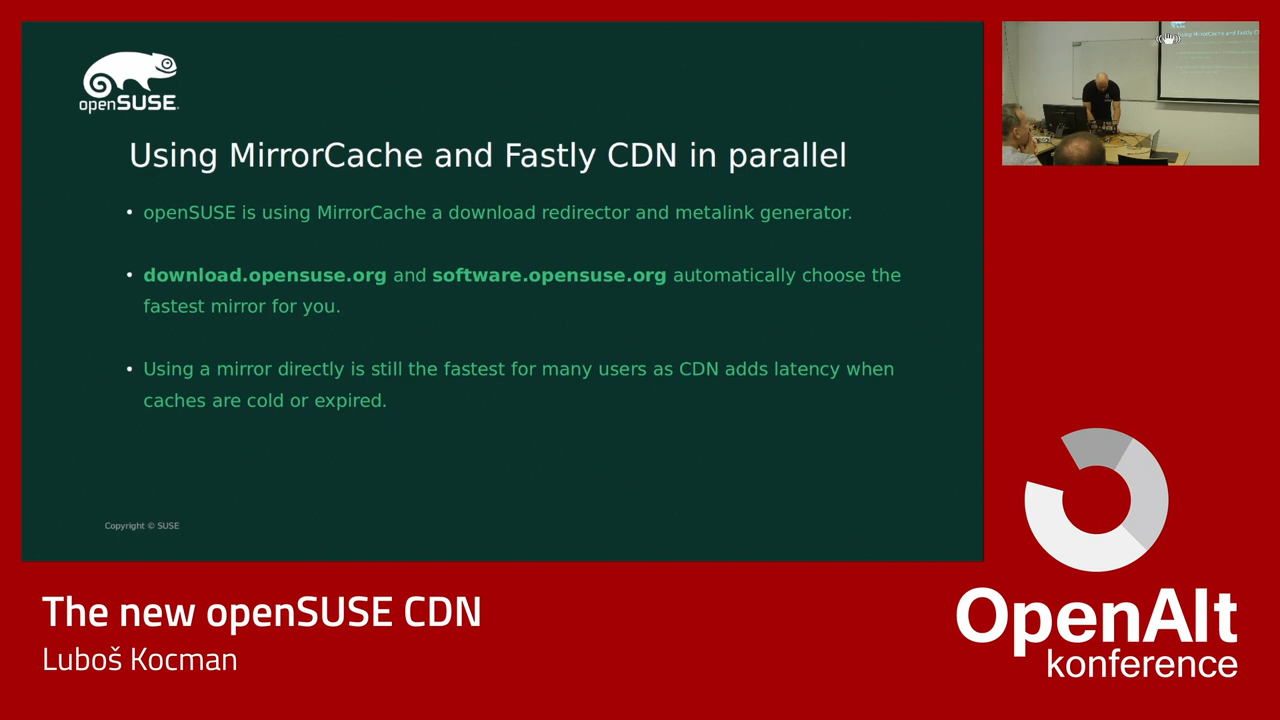 openSUSE
Using MirrorCache and Fastly CDN in parallel
• openSUSE is using MirrorCache a download redirector and metalink generator.
• download.opensuse.org and software.opensuse.org automatically choose the
fastest mirror for you.
• Using a mirror directly is still the fastest for many users as CDN adds latency when
caches are cold or expired.
Copyright © SUSE
The new openSUSE CDN
Luboš Kocman
OpenAlt
konference